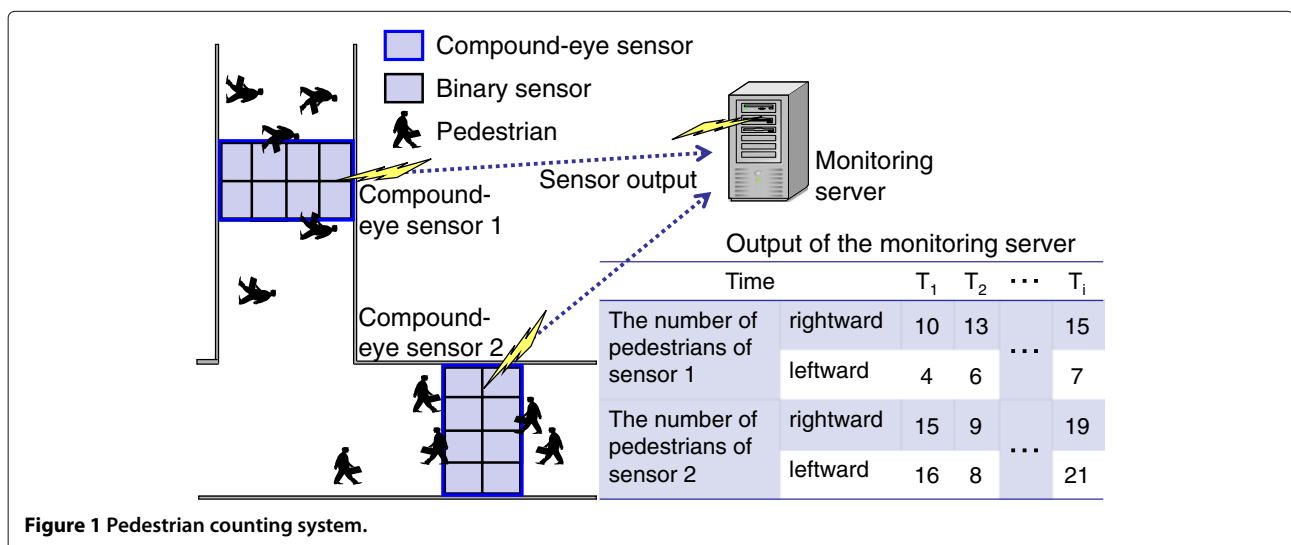 Compound-eye sensor
Binary sensor
Pedestrian
Compound-
eye sensor 1
Sensor output
Monitoring
server
Compound-
eye sensor 2
Output of the monitoring server
Time T1 T2 ... Ti
The number of
pedestrians of
sensor 1
rightward 10 13 ... 15
leftward 4 6 7
The number of
pedestrians of
sensor 2
rightward 15 9 ... 19
leftward 16 8 21
Figure 1 Pedestrian counting system.